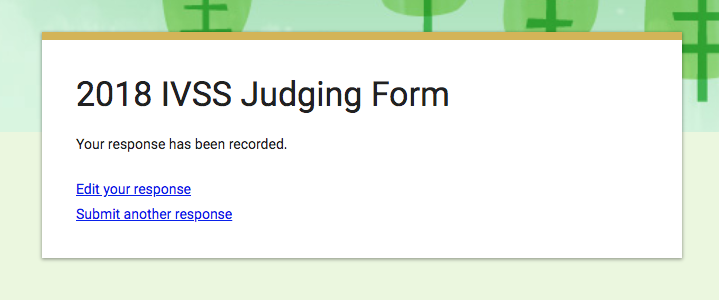 2018 IVSS Judging Form
Your response has been recorded.
Edit your response
Submit another response